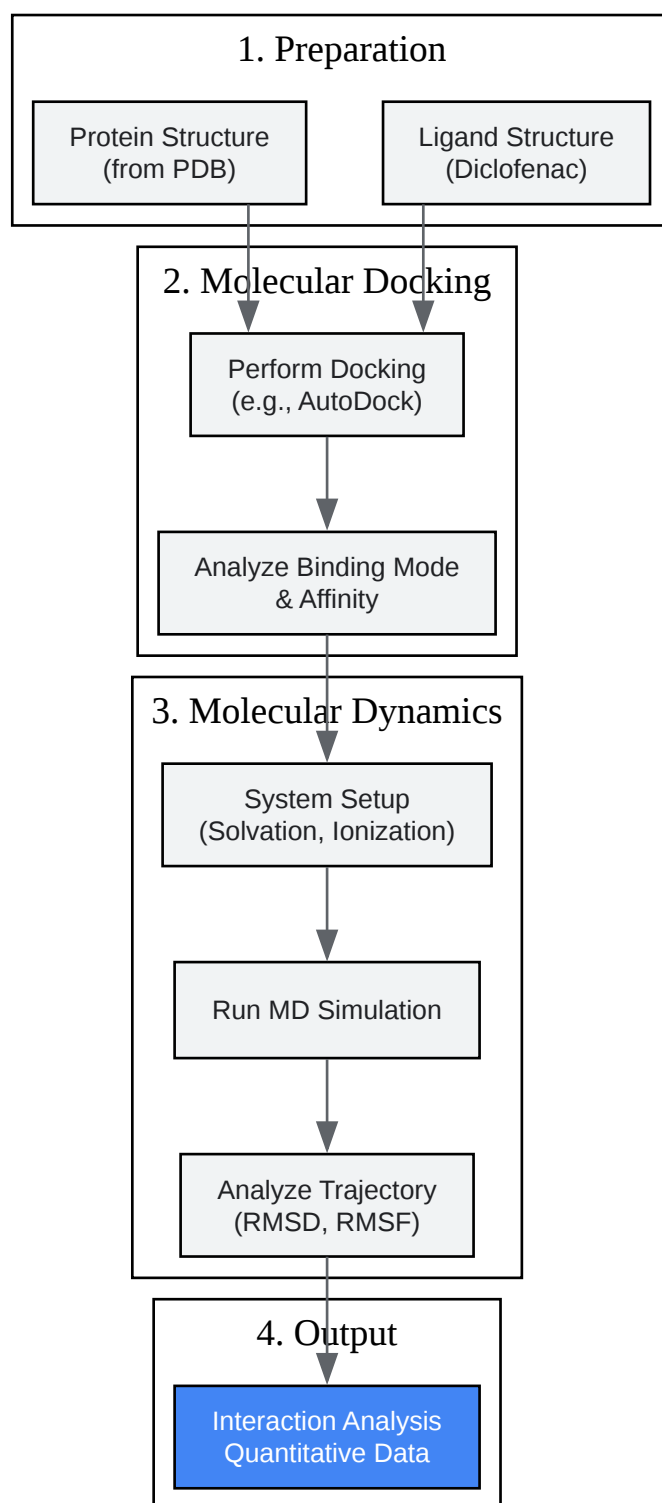 1. Preparation
Protein Structure
(from PDB)
Ligand Structure
(Diclofenac)
2. Molecular Docking
Perform Docking
(e.g., AutoDock)
Analyze Binding Mode
& Affinity
3. Molecular Dynamics
System Setup
(Solvation, Ionization)
Run MD Simulation
Analyze Trajectory
(RMSD, RMSF)
4. Output
Interaction Analysis
Quantitative Data